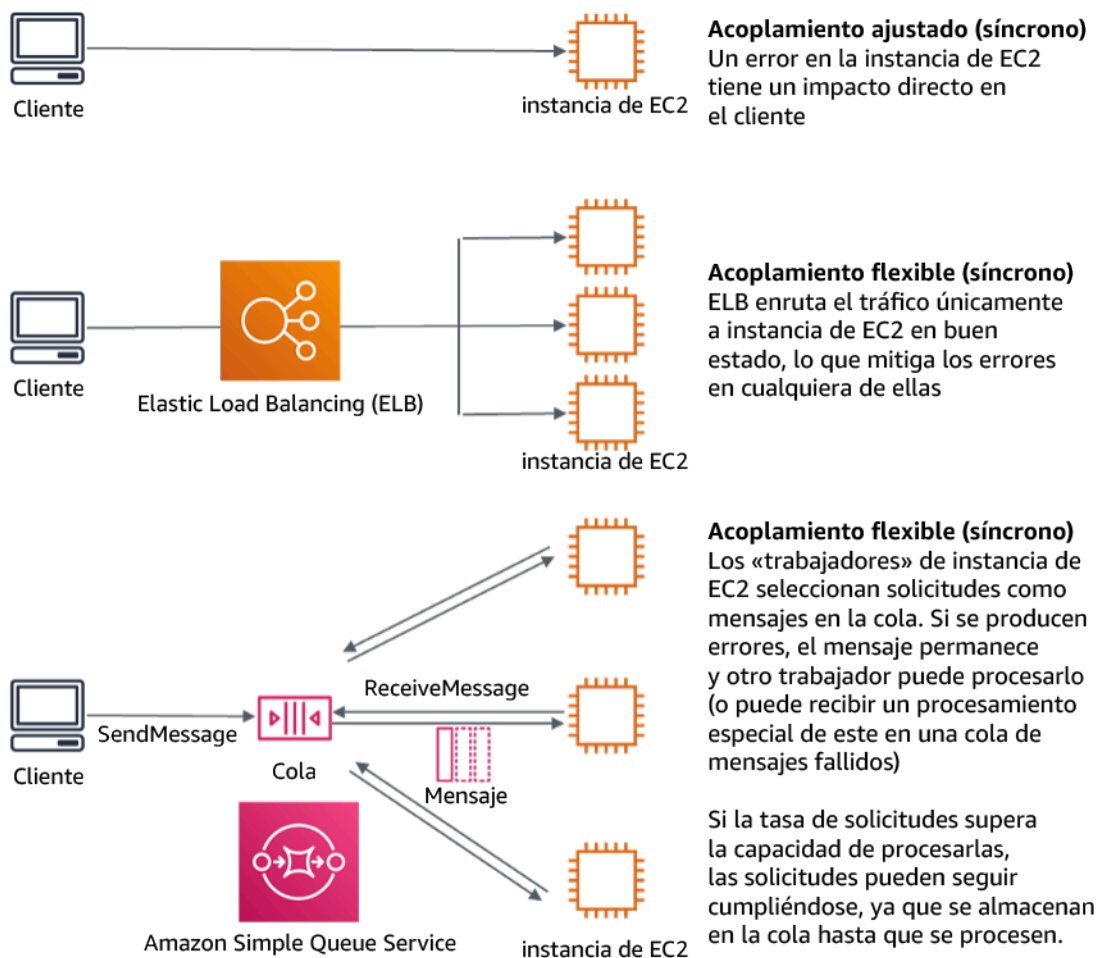 Acoplamiento ajustado (síncrono)
Un error en la instancia de EC2
tiene un impacto directo en
el cliente
Cliente
instancia de EC2
Acoplamiento flexible (síncrono)
ELB enruta el tráfico únicamente
a instancia de EC2 en buen
estado, lo que mitiga los errores
en cualquiera de ellas
Cliente
Elastic Load Balancing (ELB)
instancia de EC2
Acoplamiento flexible (síncrono)
Los «trabajadores» de instancia de
EC2 seleccionan solicitudes como
mensajes en la cola. Si se producen
errores, el mensaje permanece
y otro trabajador puede procesarlo
(o puede recibir un procesamiento
especial de este en una cola de
mensajes fallidos)
ReceiveMessage
SendMessage
Cliente
Cola
Mensaje
Si la tasa de solicitudes supera
la capacidad de procesarlas,
las solicitudes pueden seguir
cumpliéndose, ya que se almacenan
en la cola hasta que se procesen.
Amazon Simple Queue Service
instancia de EC2